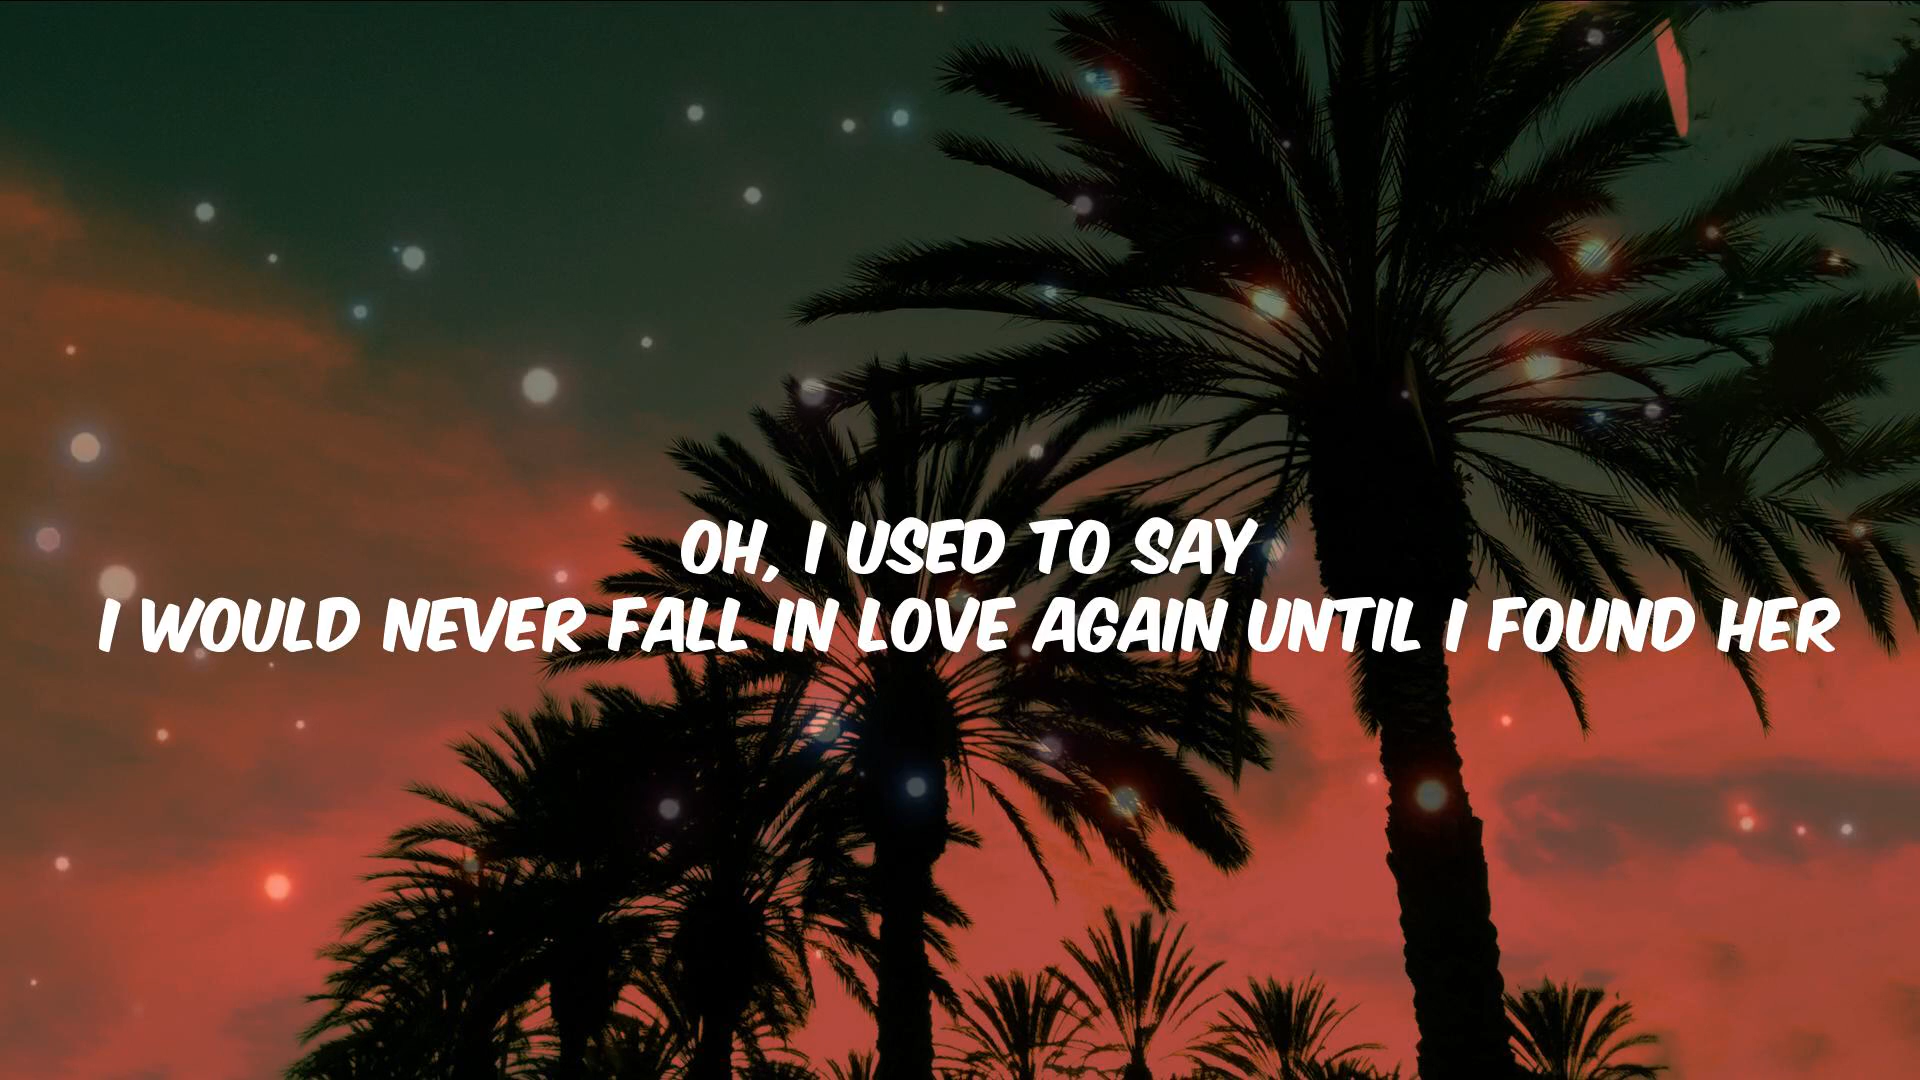 OH, I USED TO SAY
I WOULD NEVER FALL IN LOVE AGAIN UNTIL I FOUND HER